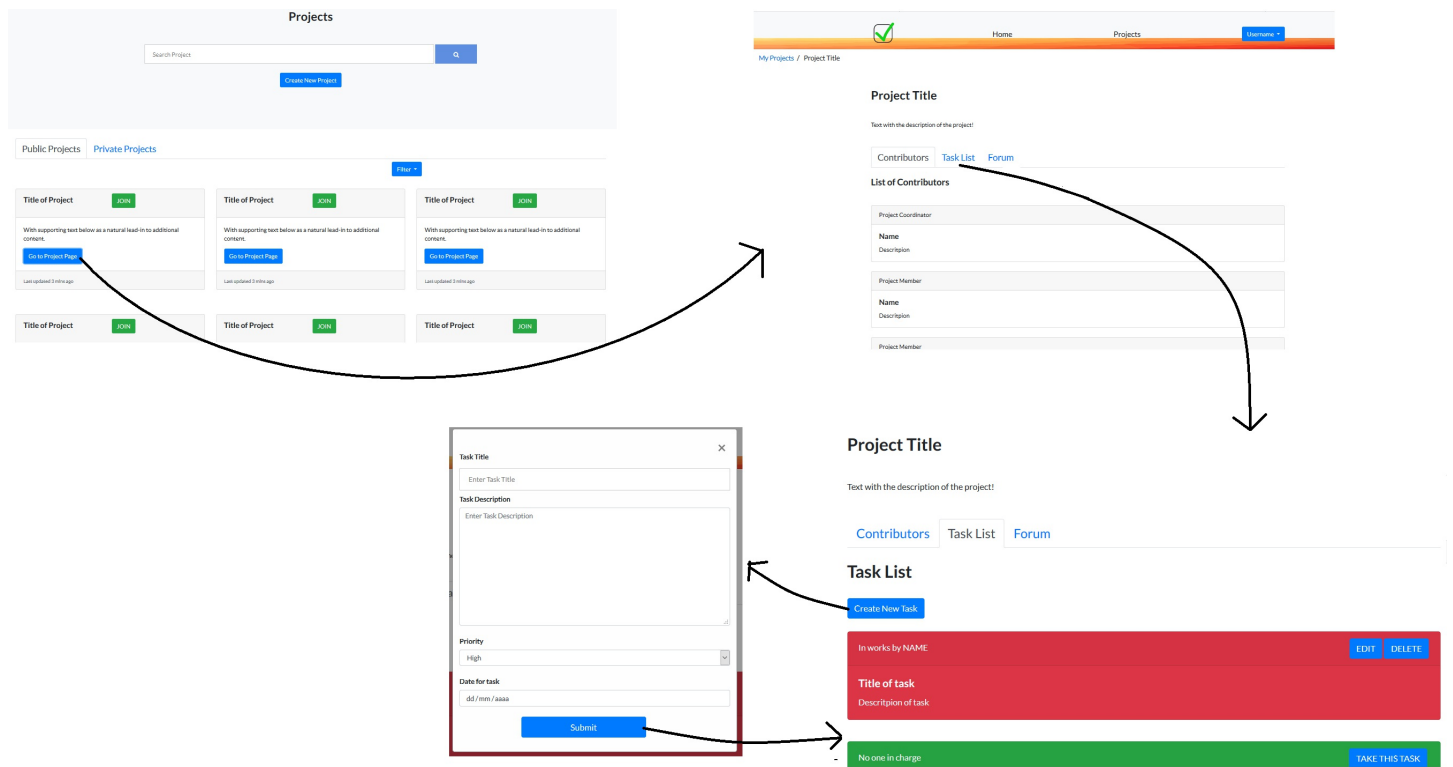 Projects
Search Project
Create New Project
Public Projects Private Projects
Filter
Title of Project JOIN
With supporting text below as a natural lead-in to additional
content.
Go to Project Page
Last updated 3 mins ago
Title of Project JOIN
With supporting text below as a natural lead-in to additional
content.
Go to Project Page
Last updated 3 mins ago
Title of Project JOIN
With supporting text below as a natural lead-in to additional
content.
Go to Project Page
Last updated 3 mins ago
Title of Project JOIN
Title of Project JOIN
Title of Project JOIN
Home Projects Username
My Projects / Project Title
Project Title
Text with the description of the project!
Contributors Task List Forum
List of Contributors
Project Coordinator
Name
Descritpion
Project Member
Name
Descritpion
Project Member
Task Title
Enter Task Title
Task Description
Enter Task Description
Priority
High
Date for task
dd / mm / aaaa
Submit
Project Title
Text with the description of the project!
Contributors Task List Forum
Task List
Create New Task
In works by NAME EDIT DELETE
Title of task
Descritpion of task
No one in charge TAKE THIS TASK